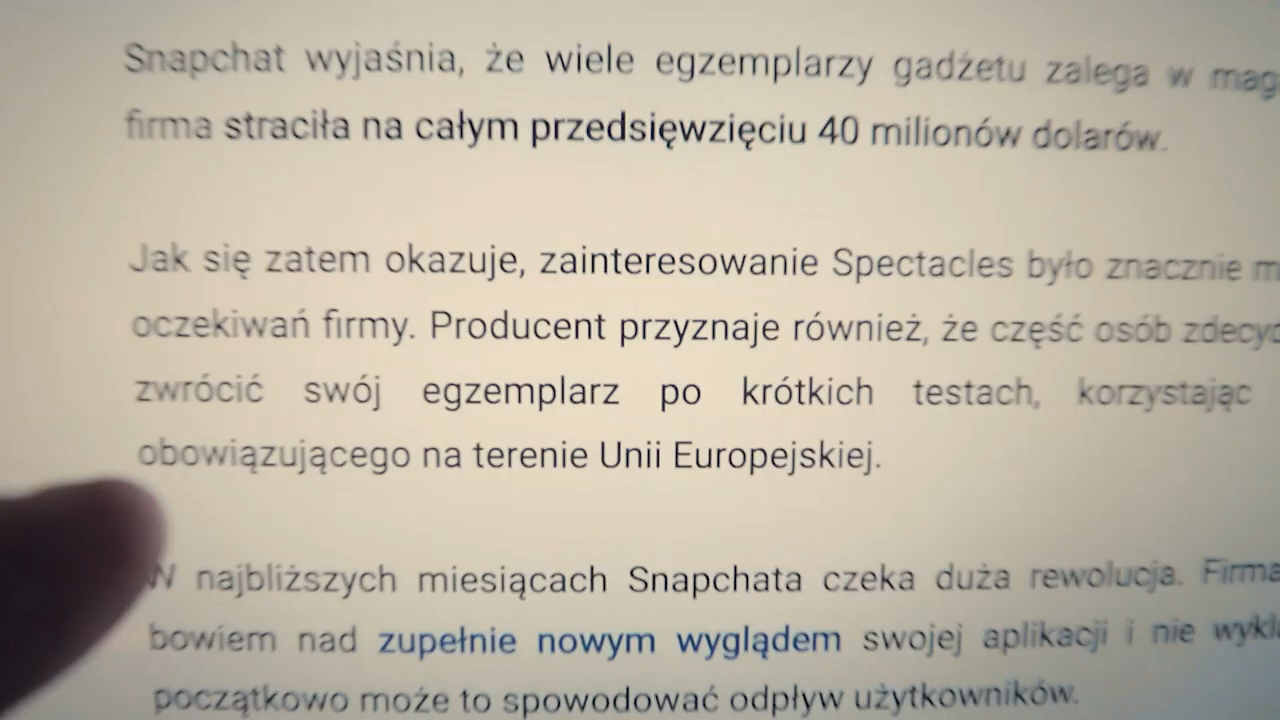 Snapchat wyjaśnia, że wiele egzemplarzy gadżetu zalega w
firma straciła na całym przedsięwzięciu 40 milionów dolarów.
Jak się zatem okazuje, zainteresowanie Spectacles było znacznie
oczekiwań firmy. Producent przyznaje również, że część osób
zwrócić swój egzemplarz po krótkich testach, korzystając
obowiązującego na terenie Unii Europejskiej.
W najbliższych miesiącach Snapchata czeka duża rewolucja. Firma
bowiem nad zupełnie nowym wyglądem swojej aplikacji i nie
początkowo może to spowodować odpływ użytkowników.